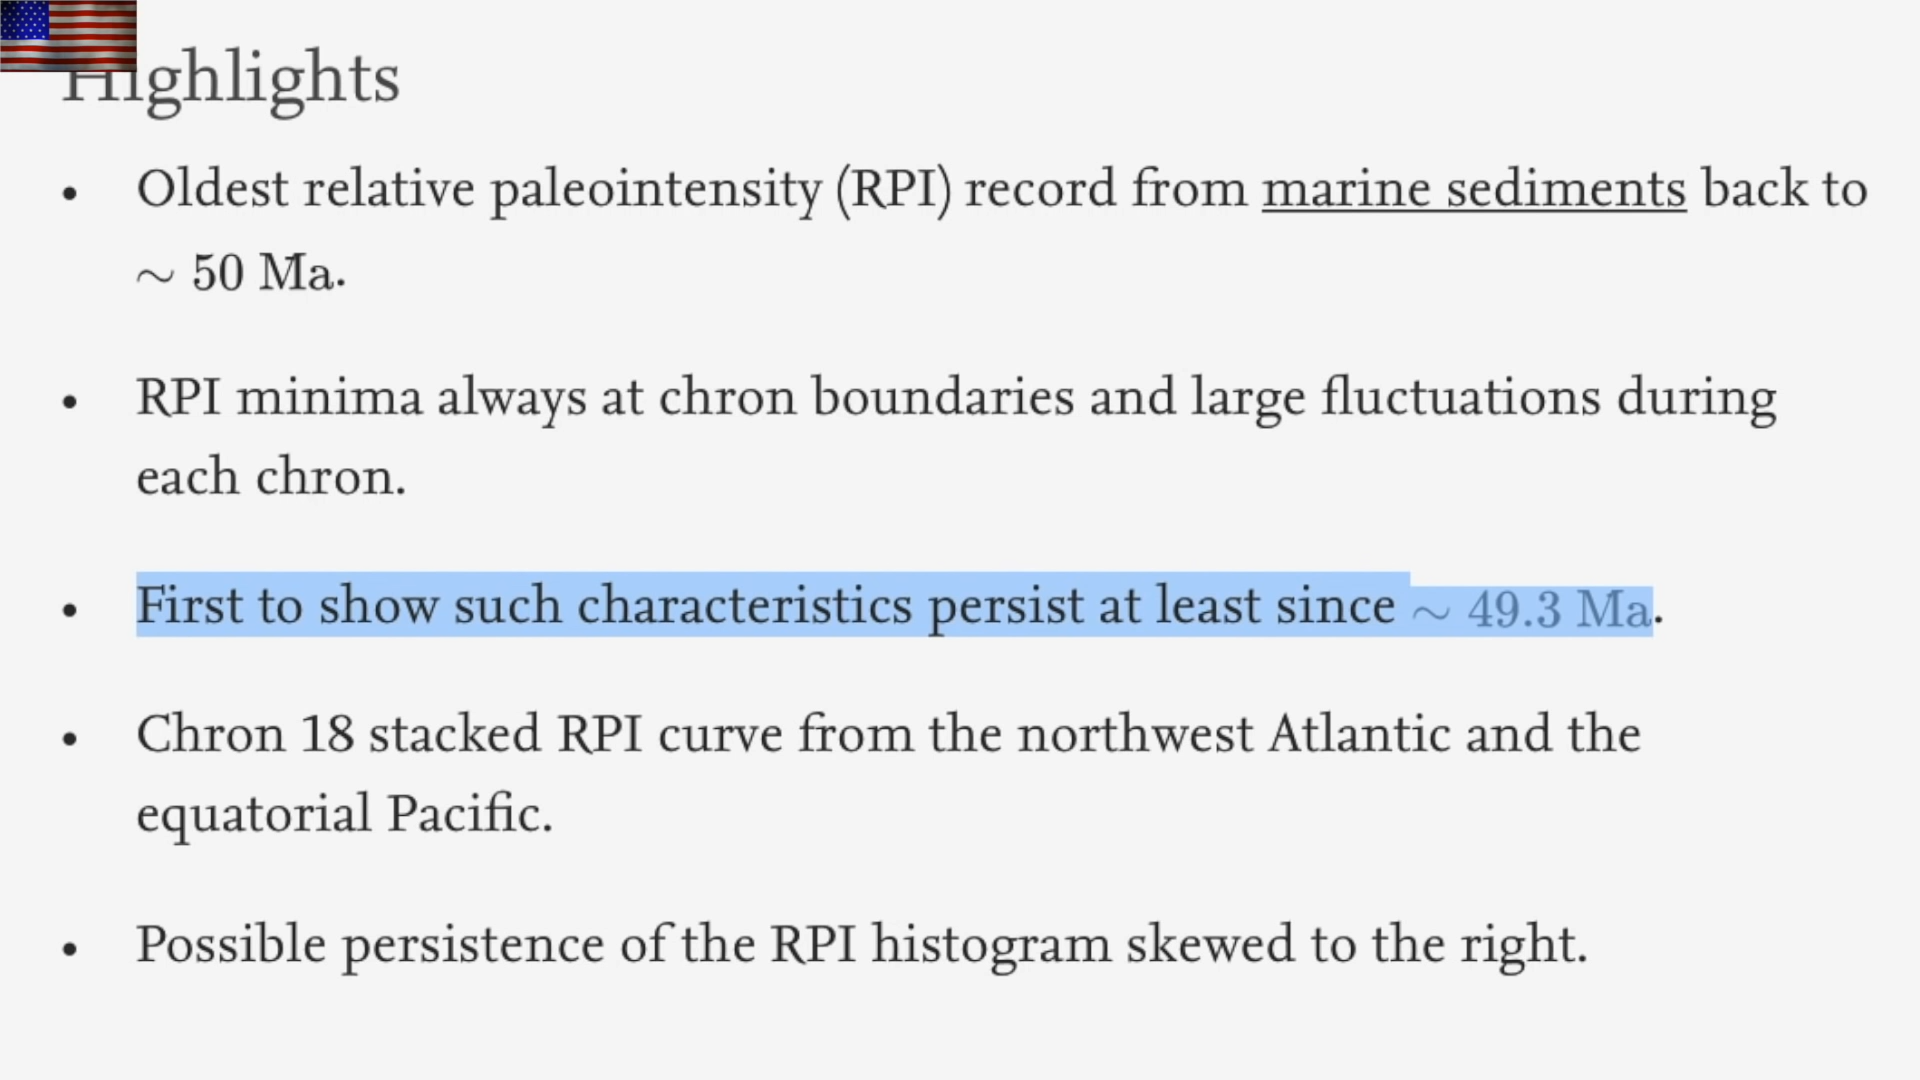 Highlights
• Oldest relative paleointensity (RPI) record from marine sediments back to
∼ 50 Ma.
• RPI minima always at chron boundaries and large fluctuations during
each chron.
• First to show such characteristics persist at least since ∼ 49.3 Ma.
• Chron 18 stacked RPI curve from the northwest Atlantic and the
equatorial Pacific.
• Possible persistence of the RPI histogram skewed to the right.